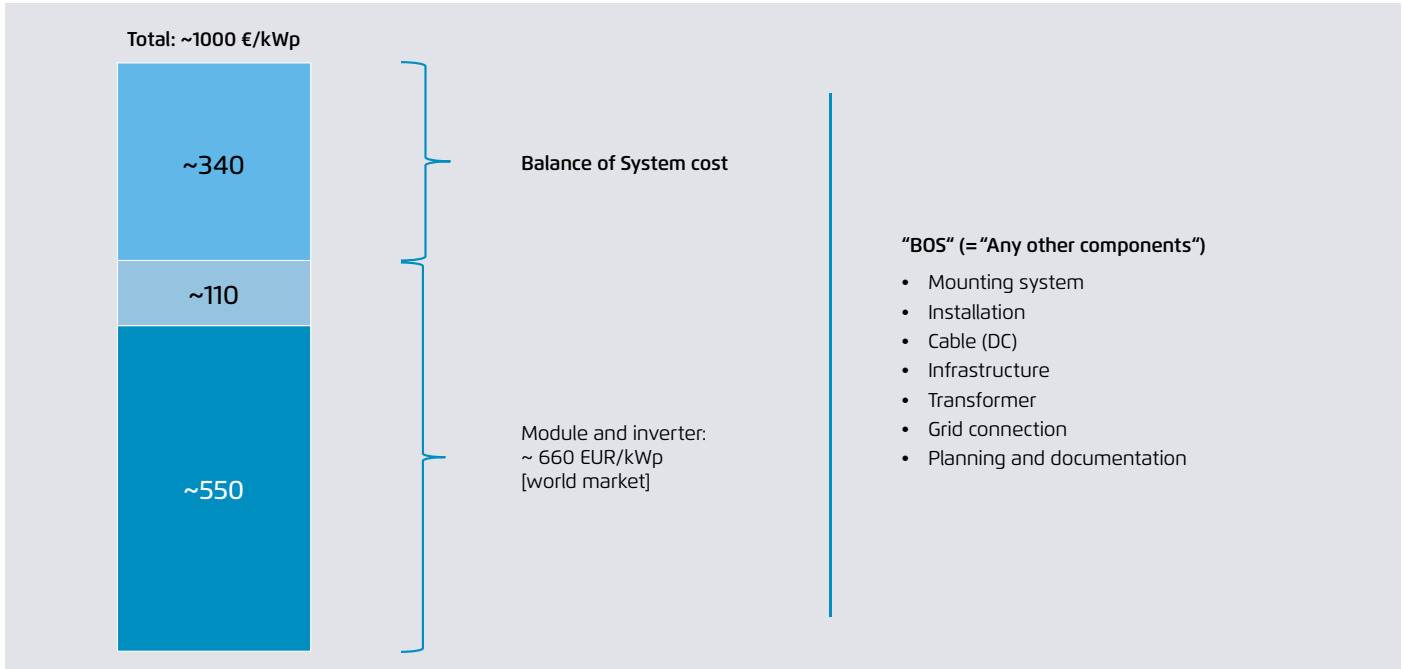 Total: ~1000 €/kWp
~340
~110
~550
Balance of System cost
Module and inverter:
~ 660 EUR/kWp
[world market]
“BOS“ (= “Any other components“)
• Mounting system
• Installation
• Cable (DC)
• Infrastructure
• Transformer
• Grid connection
• Planning and documentation